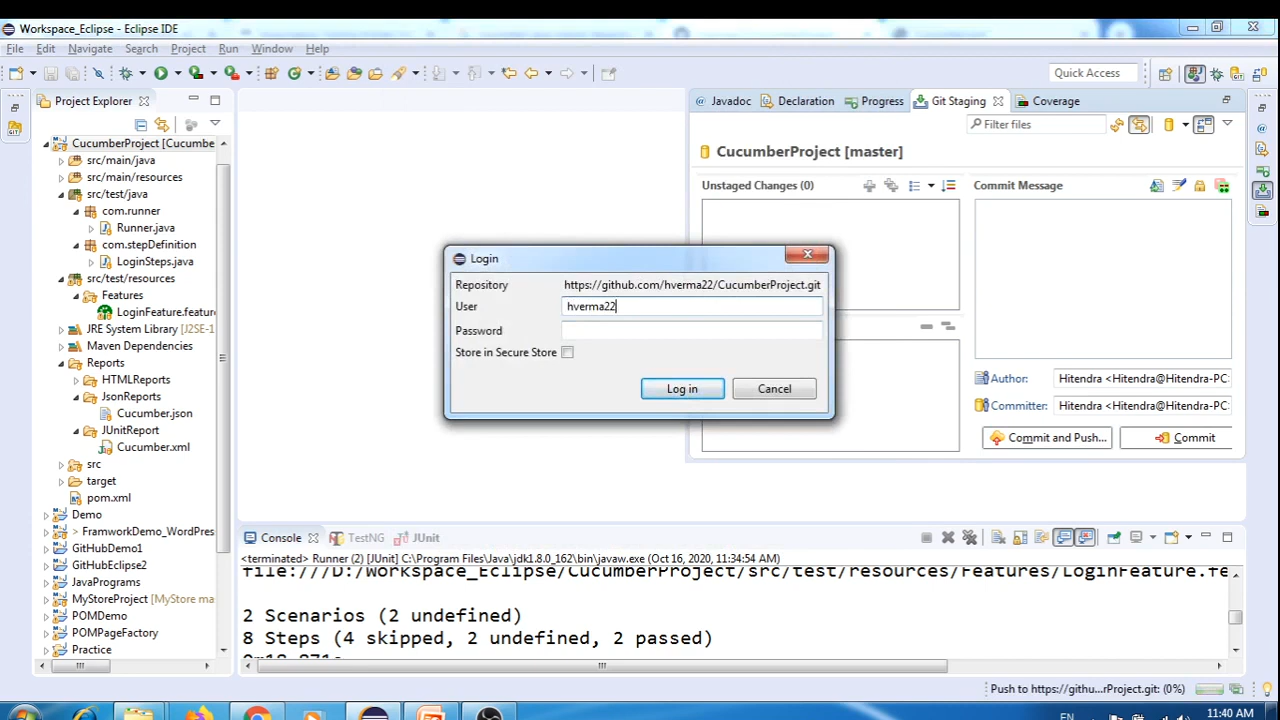 Workspace_Eclipse - Eclipse IDE
File Edit Navigate Search Project Run Window Help
Quick Access
Project Explorer
Javadoc Declaration Progress Git Staging Coverage
Filter files
CucumberProject [Cucumbe
src/main/java
src/main/resources
src/test/java
com.runner
Runner.java
com.stepDefinition
LoginSteps.java
src/test/resources
Features
LoginFeature.feature
JRE System Library [J2SE-1
Maven Dependencies
Reports
HTMLReports
JsonReports
Cucumber.json
JUnitReport
Cucumber.xml
src
target
pom.xml
Demo
> FramworkDemo_WordPres
GitHubDemo1
GitHubEclipse2
JavaPrograms
MyStoreProject [MyStore ma
POMDemo
POMPageFactory
Practice
CucumberProject [master]
Unstaged Changes (0)
Commit Message
Login
Repository https://github.com/hverma22/CucumberProject.git
User hverma22
Password
Store in Secure Store
Log in Cancel
Author: Hitendra <Hitendra@Hitendra-PC:
Committer: Hitendra <Hitendra@Hitendra-PC:
Commit and Push... Commit
Console TestNG JUnit
<terminated> Runner (2) [JUnit] C:\Program Files\Java\jdk1.8.0_162\bin\javaw.exe (Oct 16, 2020, 11:34:54 AM)
file:///D:/Workspace_Eclipse/CucumberProject/src/test/resources/Features/LoginFeature.fe
2 Scenarios (2 undefined)
8 Steps (4 skipped, 2 undefined, 2 passed)
Push to https://githu...rProject.git: (0%)
EN
11:40 AM